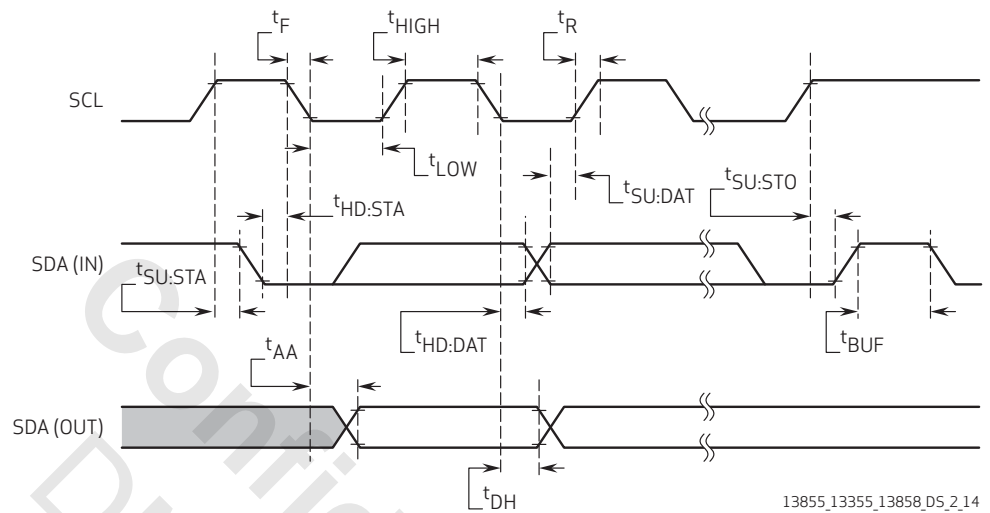 tF
tHIGH
tR
SCL
tLOW
tSU:DAT
tSU:STO
tHD:STA
SDA (IN)
tSU:STA
tHD:DAT
tBUF
tAA
SDA (OUT)
tDH
13855_13355_13858_DS_2_14
Confid